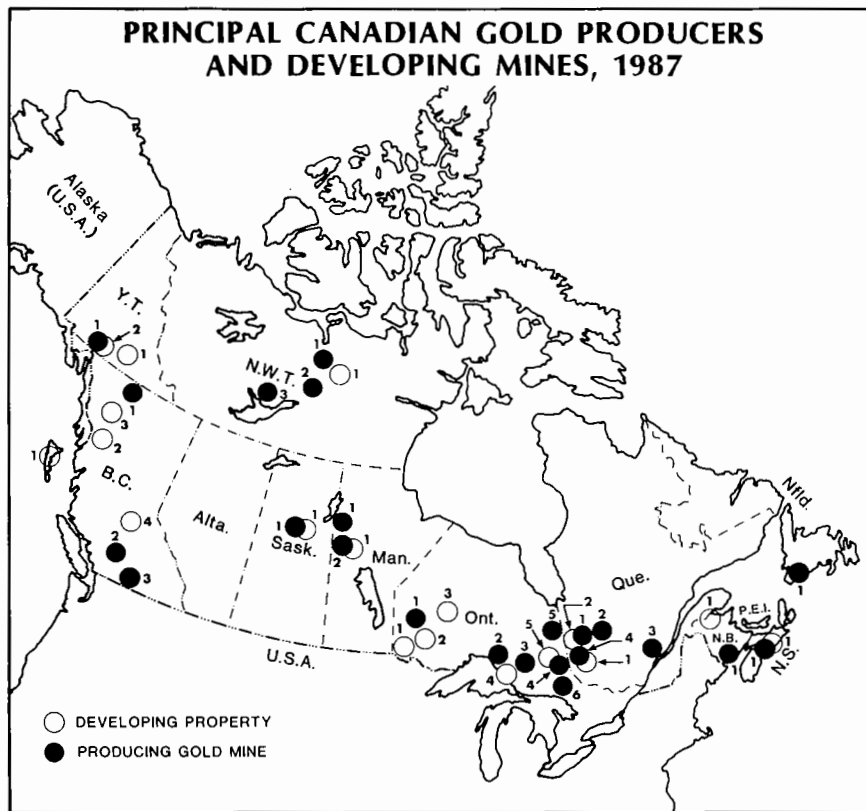 PRINCIPAL CANADIAN GOLD PRODUCERS
AND DEVELOPING MINES, 1987
Alaska
(U.S.A.)
Y.T.
1
2
1
N.W.T.
1
2
1
3
1
3
2
1
B.C.
4
2
3
Alta.
Sask.
1
1
Man.
1
2
1
U.S.A.
Ont.
1
3
1
2
2
3
4
5
5
4
6
Que.
2
1
2
4
1
3
Nfld.
1
P.E.I.
N.B.
1
1
N.S.
1
1
DEVELOPING PROPERTY
PRODUCING GOLD MINE